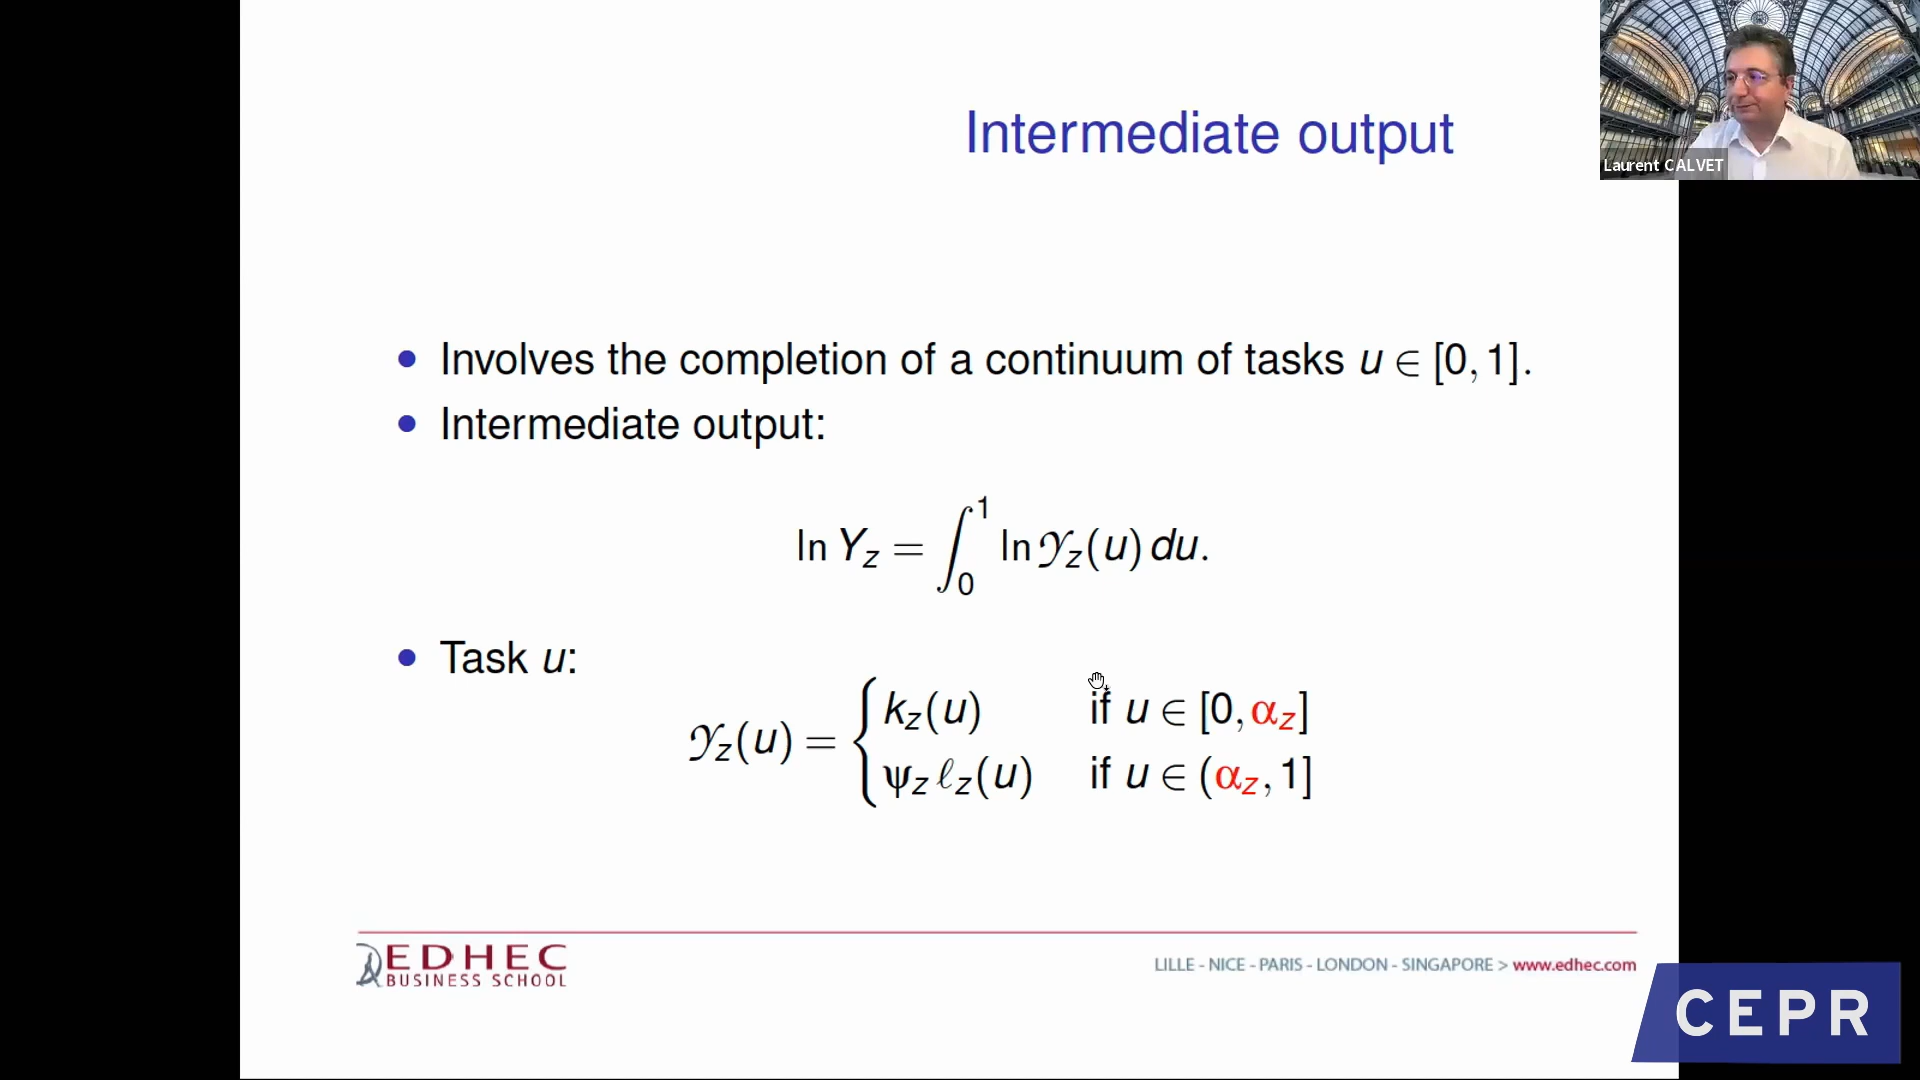 Intermediate output
Laurent CALVET
• Involves the completion of a continuum of tasks u ∈ [0, 1].
• Intermediate output:
ln Y_z = ∫_0^1 ln 𝒴_z(u) du.
• Task u:
𝒴_z(u) = { k_z(u) if u ∈ [0, α_z]
ψ_z ℓ_z(u) if u ∈ (α_z, 1]
EDHEC
BUSINESS SCHOOL
LILLE - NICE - PARIS - LONDON - SINGAPORE > www.edhec.com
CEPR